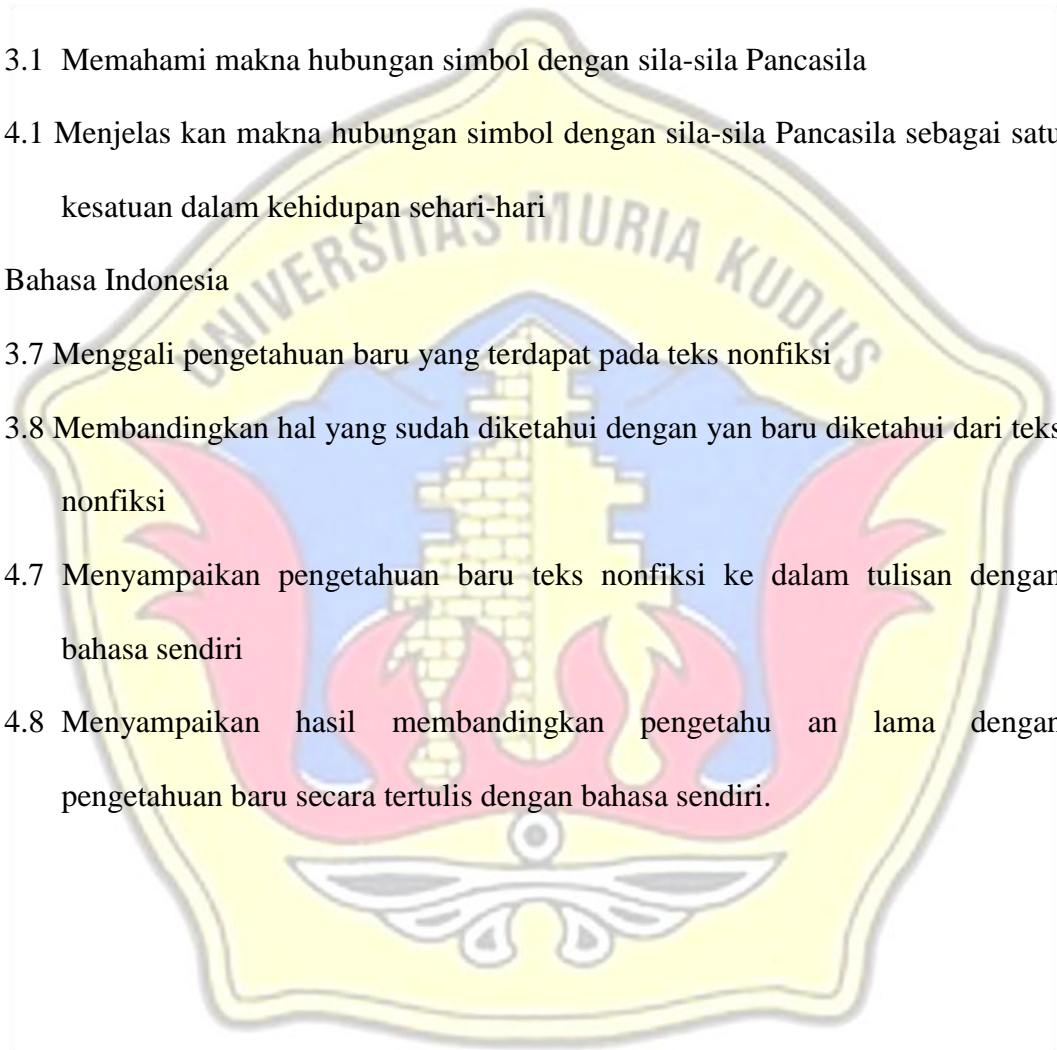 3.1 Memahami makna hubungan simbol dengan sila-sila Pancasila
4.1 Menjelas kan makna hubungan simbol dengan sila-sila Pancasila sebagai satu
kesatuan dalam kehidupan sehari-hari
UNIVERSITAS MURIA KUDUS
Bahasa Indonesia
3.7 Menggali pengetahuan baru yang terdapat pada teks nonfiksi
3.8 Membandingkan hal yang sudah diketahui dengan yan baru diketahui dari teks
nonfiksi
4.7 Menyampaikan pengetahuan baru teks nonfiksi ke dalam tulisan dengan
bahasa sendiri
4.8 Menyampaikan hasil membandingkan pengetahu an lama dengan
pengetahuan baru secara tertulis dengan bahasa sendiri.